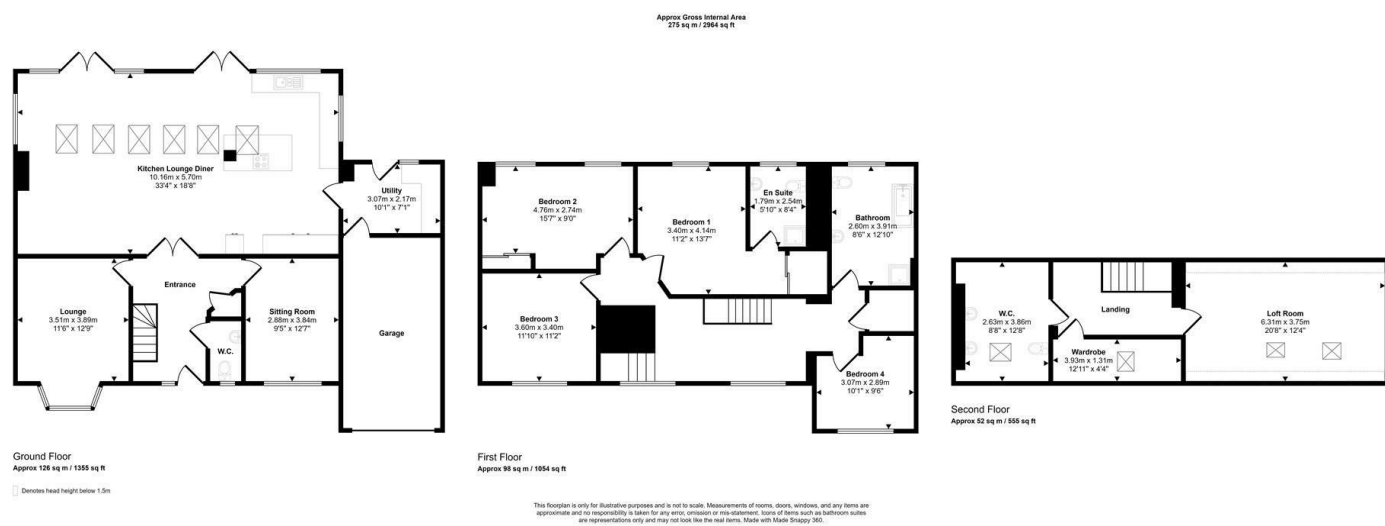 Approx Gross Internal Area
275 sq m / 2964 sq ft
Kitchen Lounge Diner
10.16m x 5.70m
33'4" x 18'8"
Utility
3.07m x 2.17m
10'1" x 7'1"
Entrance
Lounge
3.51m x 3.89m
11'6" x 12'9"
Sitting Room
2.88m x 3.84m
9'5" x 12'7"
W.C.
Garage
Ground Floor
Approx 126 sq m / 1355 sq ft
Denotes head height below 1.5m
Bedroom 2
4.76m x 2.74m
15'7" x 9'0"
Bedroom 1
3.40m x 4.14m
11'2" x 13'7"
En Suite
1.79m x 2.54m
5'10" x 8'4"
Bathroom
2.60m x 3.91m
8'6" x 12'10"
Bedroom 3
3.60m x 3.40m
11'10" x 11'2"
Bedroom 4
3.07m x 2.89m
10'1" x 9'6"
First Floor
Approx 98 sq m / 1054 sq ft
W.C.
2.63m x 3.86m
8'8" x 12'8"
Landing
Wardrobe
3.93m x 1.31m
12'11" x 4'4"
Loft Room
6.31m x 3.75m
20'8" x 12'4"
Second Floor
Approx 52 sq m / 555 sq ft
This floorplan is only for illustrative purposes and is not to scale. Measurements of rooms, doors, windows, and any items are
approximate and no responsibility is taken for any error, omission or mis-statement. Icons of items such as bathroom suites
are representations only and may not look like the real items. Made with Made Snappy 360.